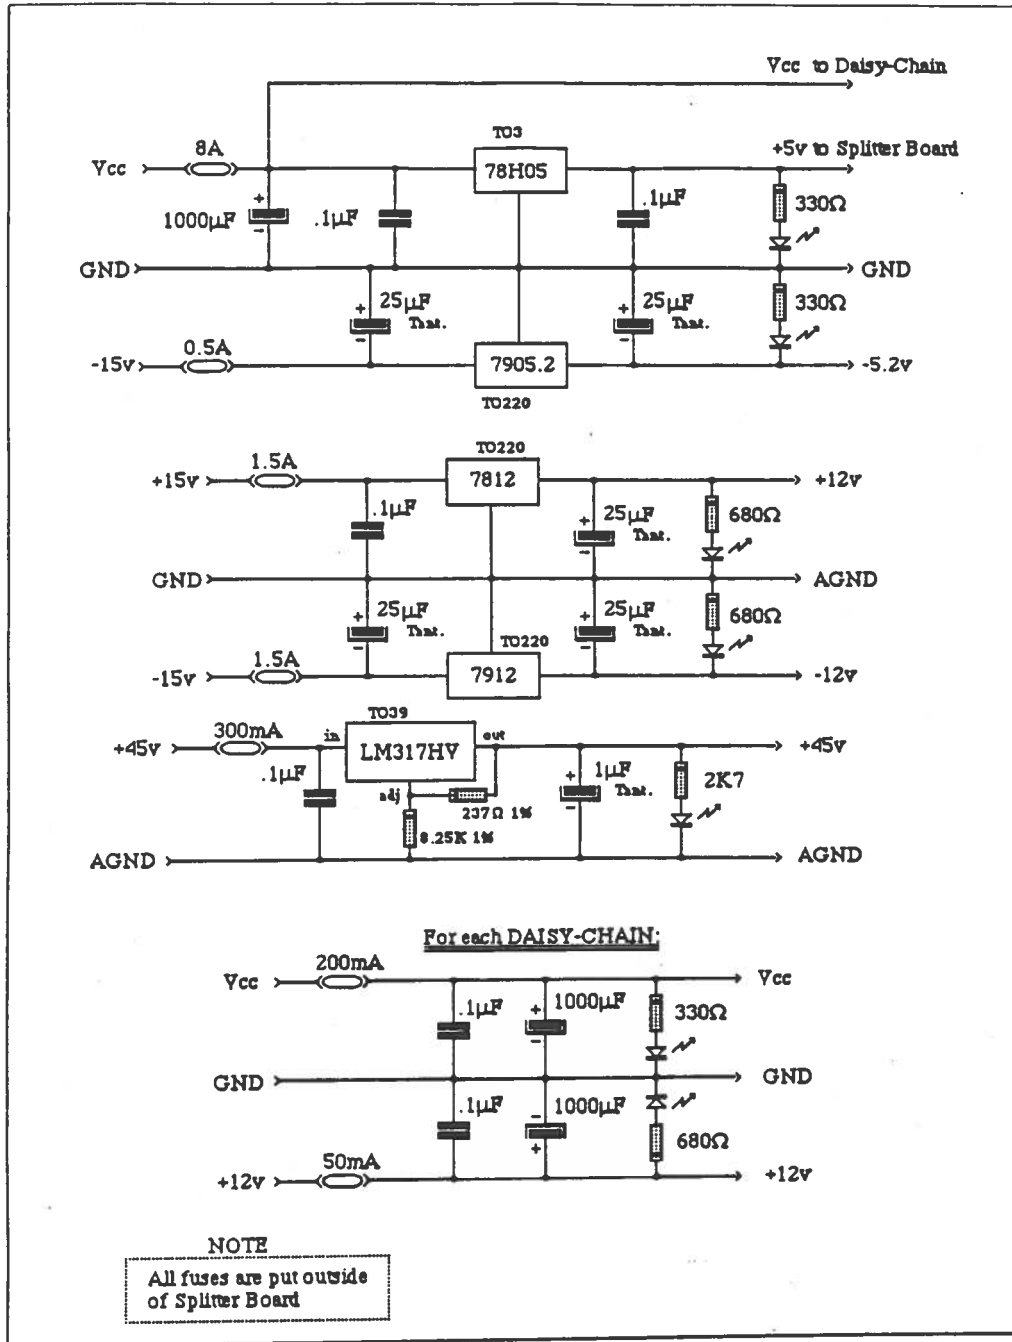 Vcc to Daisy-Chain
TO3
8A
+5v to Splitter Board
Vcc
78H05
+
1000µF
-
.1µF
.1µF
330Ω
GND
GND
+
25µF
Tant.
-
+
25µF
Tant.
-
330Ω
0.5A
-15v
7905.2
-5.2v
TO220
TO220
1.5A
+15v
7812
+12v
.1µF
+
25µF
Tant.
-
680Ω
GND
AGND
+
25µF
Tant.
-
+
25µF
Tant.
-
680Ω
TO220
1.5A
-15v
7912
-12v
TO39
300mA
in
out
+45v
LM317HV
+45v
.1µF
adj
237Ω 1%
8.25K 1%
+
1µF
Tant.
-
2K7
AGND
AGND
For each DAISY-CHAIN:
200mA
Vcc
Vcc
.1µF
+
1000µF
-
330Ω
GND
GND
.1µF
-
1000µF
+
680Ω
50mA
+12v
+12v
NOTE
All fuses are put outside
of Splitter Board